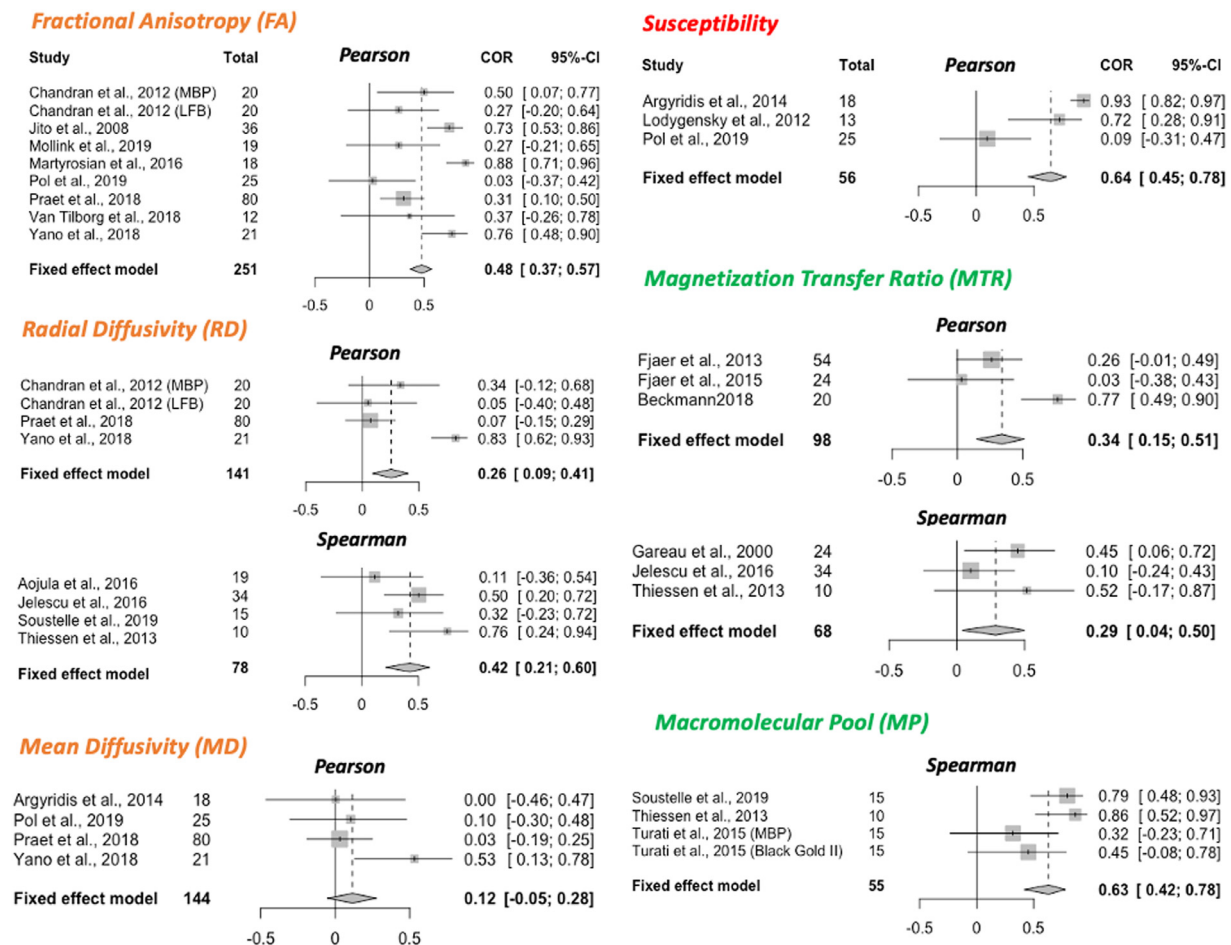 Fractional Anisotropy (FA)
Study Total Pearson COR 95%-CI
Chandran et al., 2012 (MBP) 20 0.50 [ 0.07; 0.77]
Chandran et al., 2012 (LFB) 20 0.27 [-0.20; 0.64]
Jito et al., 2008 36 0.73 [ 0.53; 0.86]
Mollink et al., 2019 19 0.27 [-0.21; 0.65]
Martyrosian et al., 2016 18 0.88 [ 0.71; 0.96]
Pol et al., 2019 25 0.03 [-0.37; 0.42]
Praet et al., 2018 80 0.31 [ 0.10; 0.50]
Van Tilborg et al., 2018 12 0.37 [-0.26; 0.78]
Yano et al., 2018 21 0.76 [ 0.48; 0.90]
Fixed effect model 251 0.48 [ 0.37; 0.57]
-0.5 0 0.5
Radial Diffusivity (RD)
Pearson
Chandran et al., 2012 (MBP) 20 0.34 [-0.12; 0.68]
Chandran et al., 2012 (LFB) 20 0.05 [-0.40; 0.48]
Praet et al., 2018 80 0.07 [-0.15; 0.29]
Yano et al., 2018 21 0.83 [ 0.62; 0.93]
Fixed effect model 141 0.26 [ 0.09; 0.41]
-0.5 0 0.5
Spearman
Aojula et al., 2016 19 0.11 [-0.36; 0.54]
Jelescu et al., 2016 34 0.50 [ 0.20; 0.72]
Soustelle et al., 2019 15 0.32 [-0.23; 0.72]
Thiessen et al., 2013 10 0.76 [ 0.24; 0.94]
Fixed effect model 78 0.42 [ 0.21; 0.60]
-0.5 0 0.5
Mean Diffusivity (MD)
Pearson
Argyridis et al., 2014 18 0.00 [-0.46; 0.47]
Pol et al., 2019 25 0.10 [-0.30; 0.48]
Praet et al., 2018 80 0.03 [-0.19; 0.25]
Yano et al., 2018 21 0.53 [ 0.13; 0.78]
Fixed effect model 144 0.12 [-0.05; 0.28]
-0.5 0 0.5
Susceptibility
Study Total Pearson COR 95%-CI
Argyridis et al., 2014 18 0.93 [ 0.82; 0.97]
Lodygensky et al., 2012 13 0.72 [ 0.28; 0.91]
Pol et al., 2019 25 0.09 [-0.31; 0.47]
Fixed effect model 56 0.64 [ 0.45; 0.78]
-0.5 0 0.5
Magnetization Transfer Ratio (MTR)
Pearson
Fjaer et al., 2013 54 0.26 [-0.01; 0.49]
Fjaer et al., 2015 24 0.03 [-0.38; 0.43]
Beckmann2018 20 0.77 [ 0.49; 0.90]
Fixed effect model 98 0.34 [ 0.15; 0.51]
-0.5 0 0.5
Spearman
Gareau et al., 2000 24 0.45 [ 0.06; 0.72]
Jelescu et al., 2016 34 0.10 [-0.24; 0.43]
Thiessen et al., 2013 10 0.52 [-0.17; 0.87]
Fixed effect model 68 0.29 [ 0.04; 0.50]
-0.5 0 0.5
Macromolecular Pool (MP)
Spearman
Soustelle et al., 2019 15 0.79 [ 0.48; 0.93]
Thiessen et al., 2013 10 0.86 [ 0.52; 0.97]
Turati et al., 2015 (MBP) 15 0.32 [-0.23; 0.71]
Turati et al., 2015 (Black Gold II) 15 0.45 [-0.08; 0.78]
Fixed effect model 55 0.63 [ 0.42; 0.78]
-0.5 0 0.5